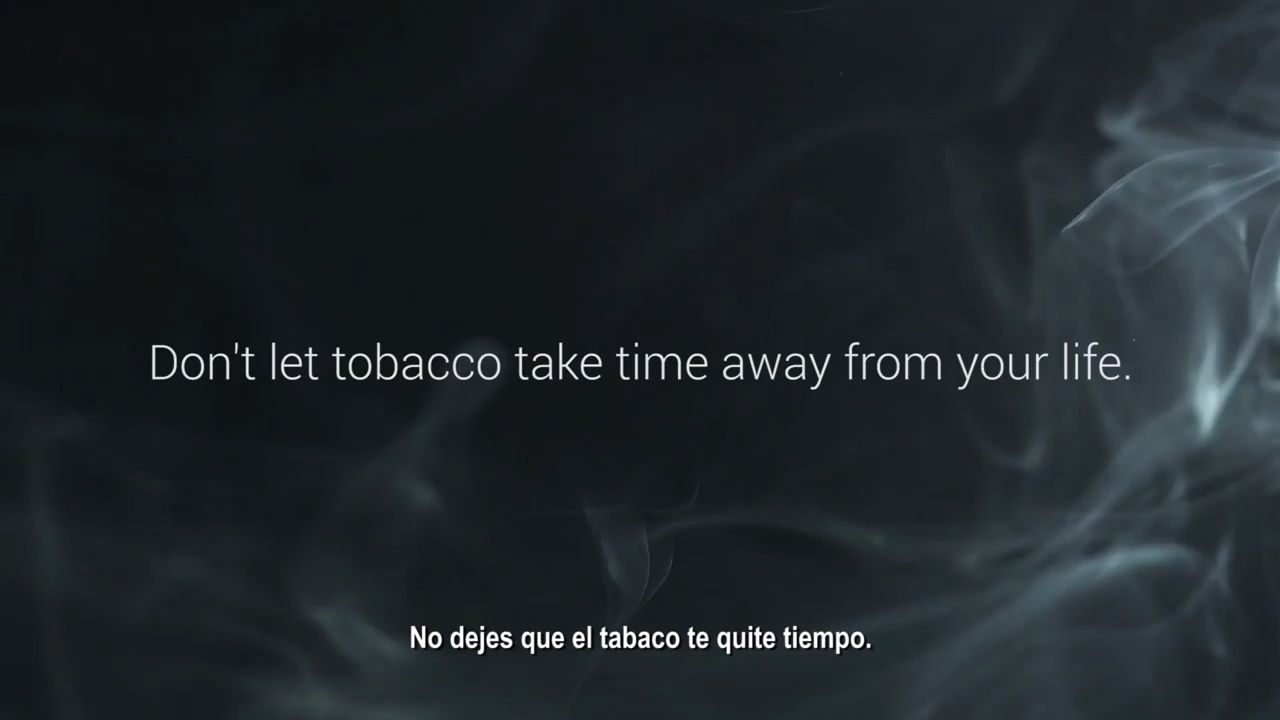 Don't let tobacco take time away from your life.
No dejes que el tabaco te quite tiempo.